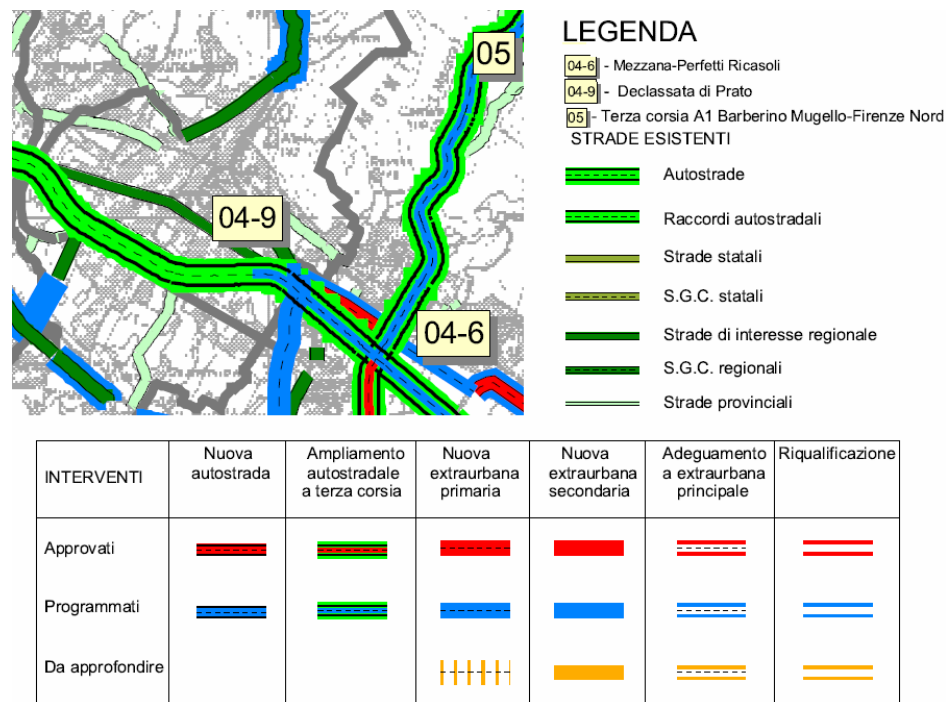 05
04-9
04-6
LEGENDA
04-6 - Mezzana-Perfetti Ricasoli
04-9 - Declassata di Prato
05 - Terza corsia A1 Barberino Mugello-Firenze Nord
STRADE ESISTENTI
Autostrade
Raccordi autostradali
Strade statali
S.G.C. statali
Strade di interesse regionale
S.G.C. regionali
Strade provinciali
INTERVENTI
Nuova
autostrada
Ampliamento
autostradale
a terza corsia
Nuova
extraurbana
primaria
Nuova
extraurbana
secondaria
Adeguamento
a extraurbana
principale
Riqualificazione
Approvati
Programmati
Da approfondire